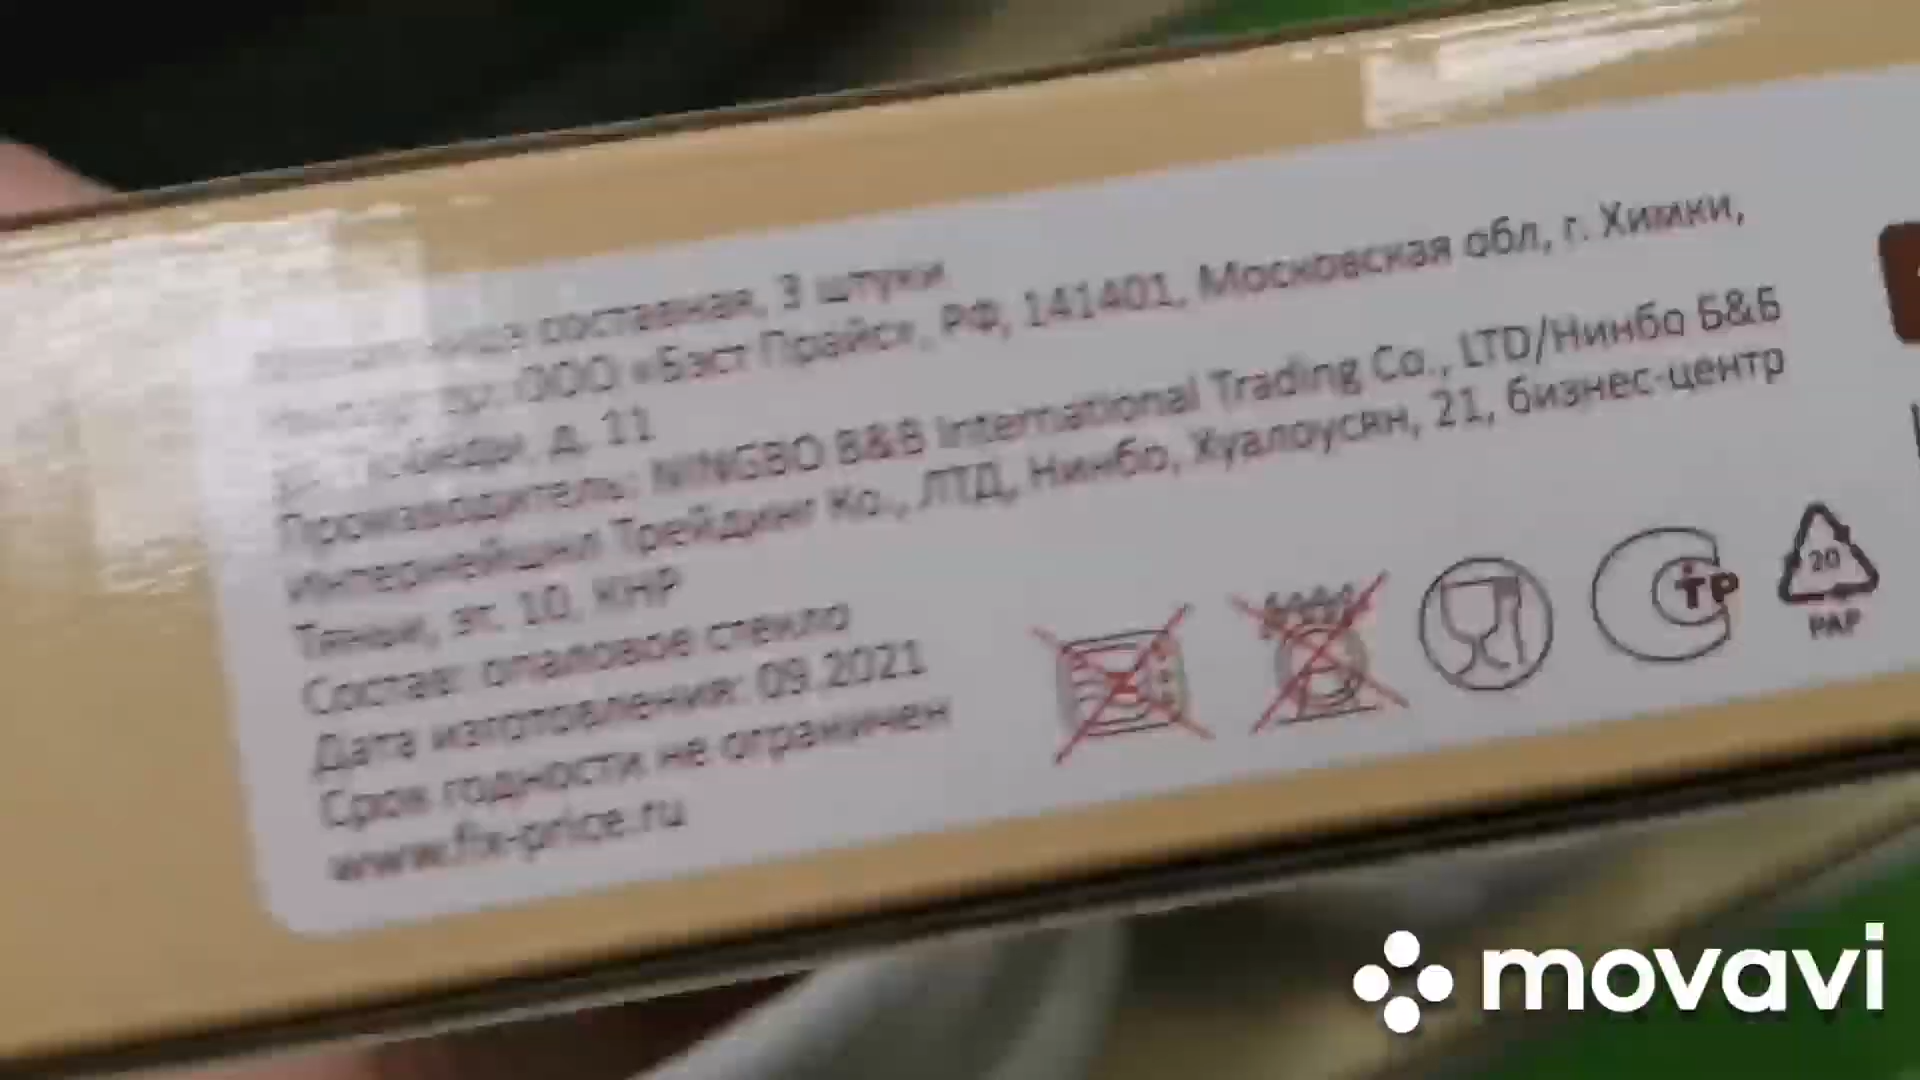 составная, 3 штуки
ООО «Бэст Прайс», РФ, 141401, Московская обл, г. Химки,
Победы, д. 11
Производитель: NINGBO B&B International Trading Co., LTD/Нинбо Б&Б
Интернейшнл Трейдинг Ко., ЛТД, Нинбо, Хуалоусян, 21, бизнес-центр
Тяньи, эт. 10, КНР
Состав: опаловое стекло
Дата изготовления: 09.2021
Срок годности не ограничен
www.fix-price.ru
TP
20
PAP
movavi